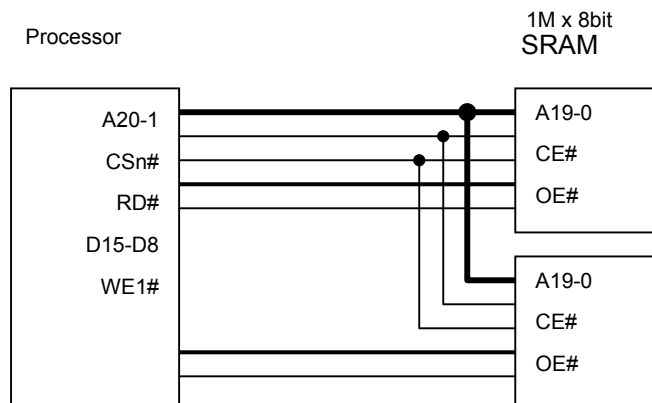 Processor
1M x 8bit
SRAM
A20-1
CSn#
RD#
D15-D8
WE1#
A19-0
CE#
OE#
A19-0
CE#
OE#